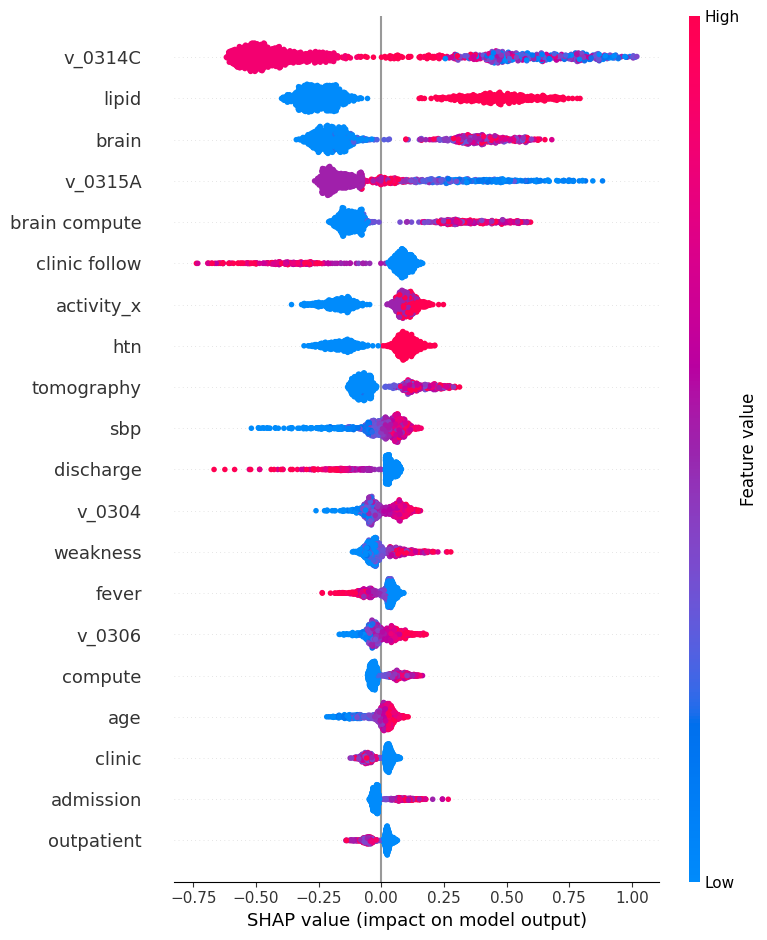 High
v_0314C
lipid
brain
v_0315A
brain compute
clinic follow
activity_x
htn
tomography
sbp
discharge
v_0304
weakness
fever
v_0306
compute
age
clinic
admission
outpatient
Feature value
Low
−0.75 −0.50 −0.25 0.00 0.25 0.50 0.75 1.00
SHAP value (impact on model output)